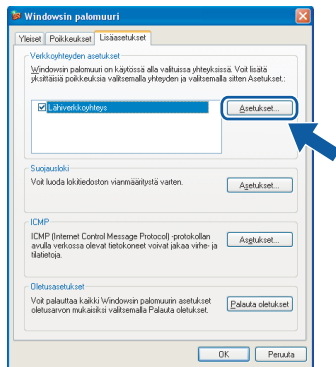 Windowsin palomuuri
Yleiset Poikkeukset Lisäasetukset
Verkkoyhteyden asetukset
Windowsin palomuuri on käytössä alla valituissa yhteyksissä. Voit lisätä
yksittäisiä poikkeuksia valitsemalla yhteyden ja valitsemalla sitten Asetukset.:
Lähiverkkoyhteys
Asetukset...
Suojausloki
Voit luoda lokitiedoston vianmääritystä varten.
Asetukset...
ICMP
ICMP (Internet Control Message Protocol) -protokollan
avulla verkossa olevat tietokoneet voivat jakaa virhe- ja
tilatietoja.
Asetukset...
Oletusasetukset
Voit palauttaa kaikki Windowsin palomuurin asetukset
oletusarvon mukaisiksi valitsemalla Palauta oletukset.
Palauta oletukset
OK Peruuta